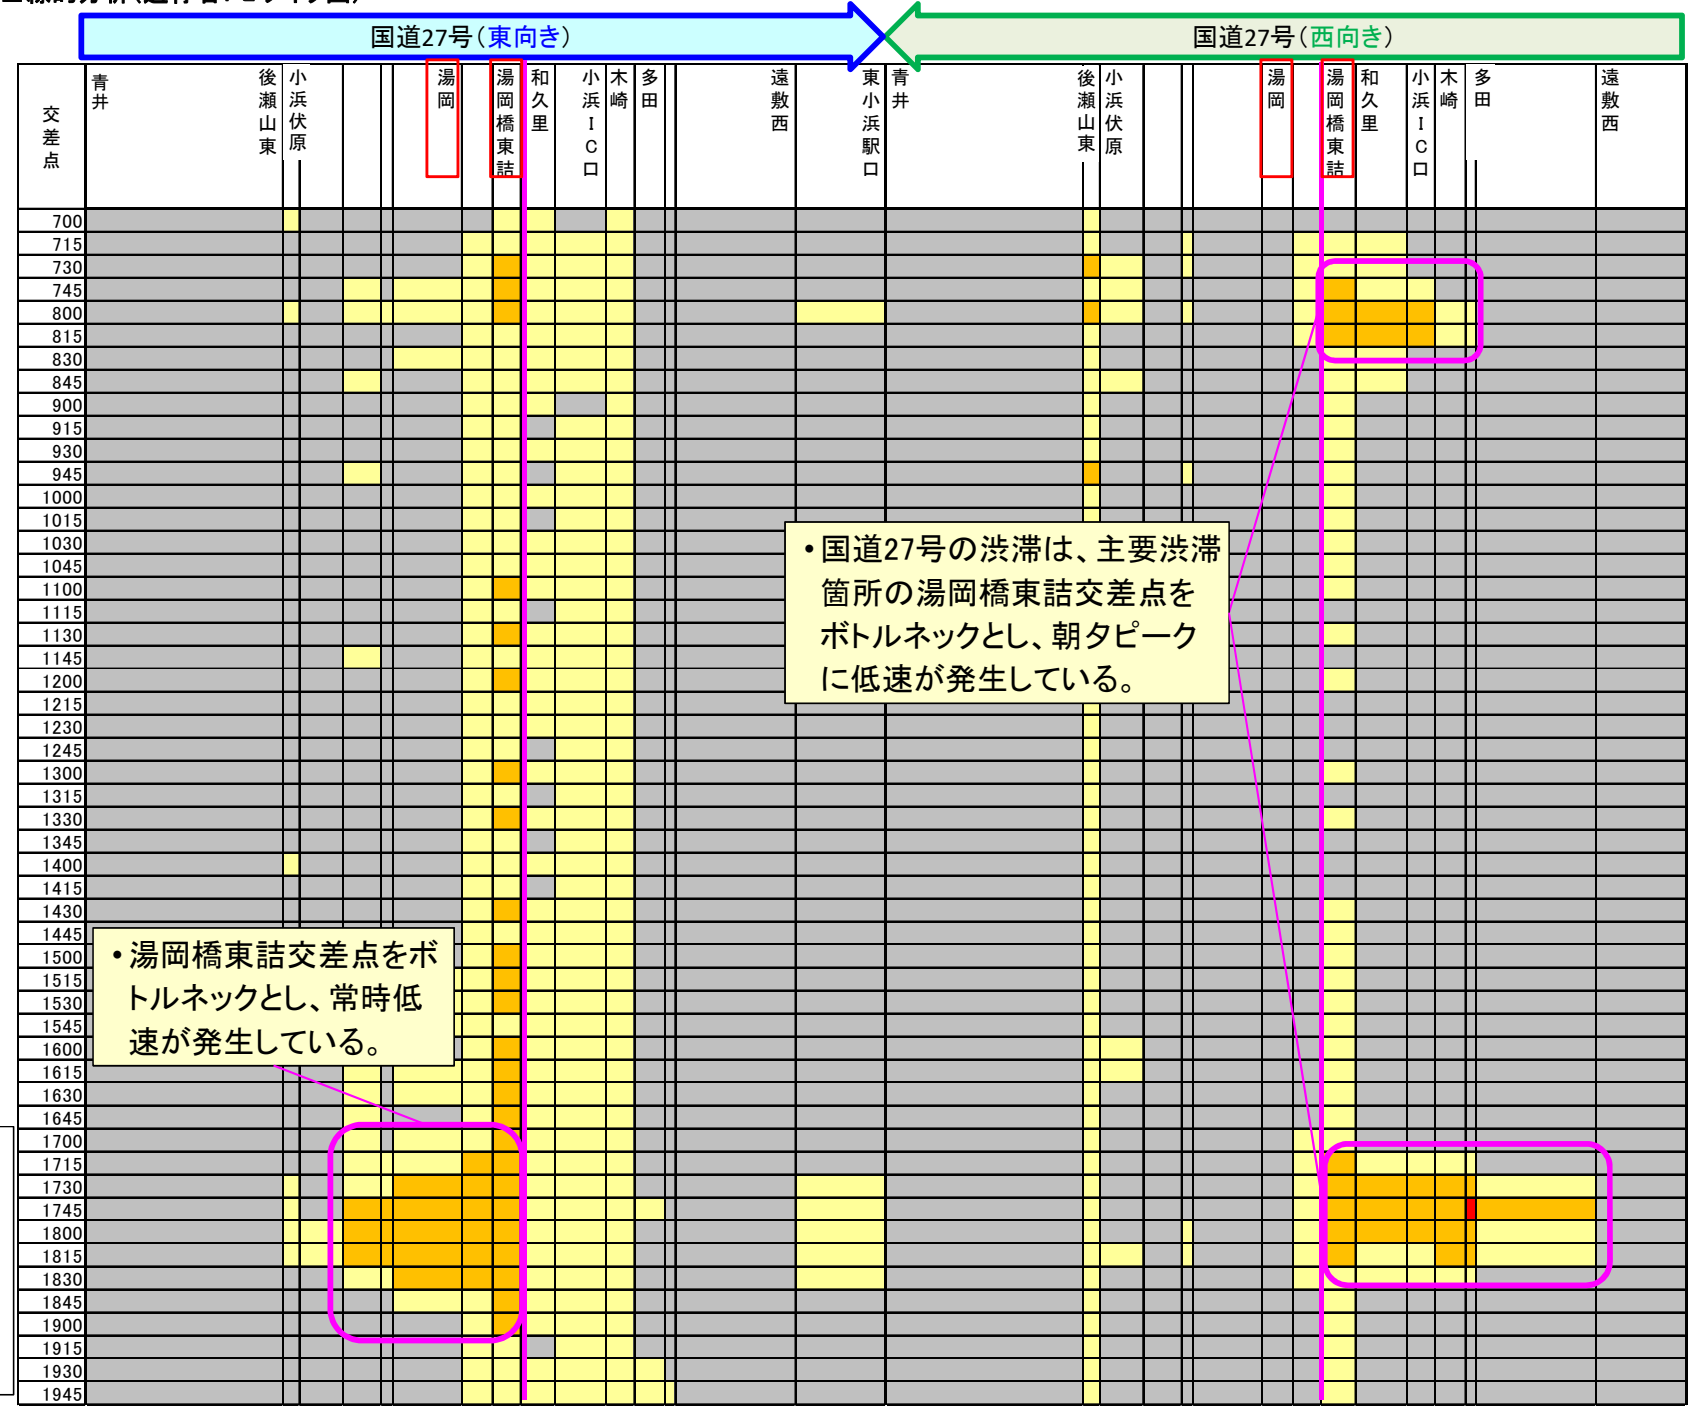 国道27号（東向き）
国道27号（西向き）
交差点
青井
後瀬山東
小浜伏原
湯岡
湯岡橋東詰
和久里
小浜ＩＣ口
木崎
多田
遠敷西
東小浜駅口
青井
後瀬山東
小浜伏原
湯岡
湯岡橋東詰
和久里
小浜ＩＣ口
木崎
多田
遠敷西
700
715
730
745
800
815
830
845
900
915
930
945
1000
1015
1030
1045
1100
1115
1130
1145
1200
1215
1230
1245
1300
1315
1330
1345
1400
1415
1430
1445
1500
1515
1530
1545
1600
1615
1630
1645
1700
1715
1730
1745
1800
1815
1830
1845
1900
1915
1930
1945
•国道27号の渋滞は、主要渋滞
箇所の湯岡橋東詰交差点を
ボトルネックとし、朝夕ピーク
に低速が発生している。
•湯岡橋東詰交差点をボ
トルネックとし、常時低
速が発生している。